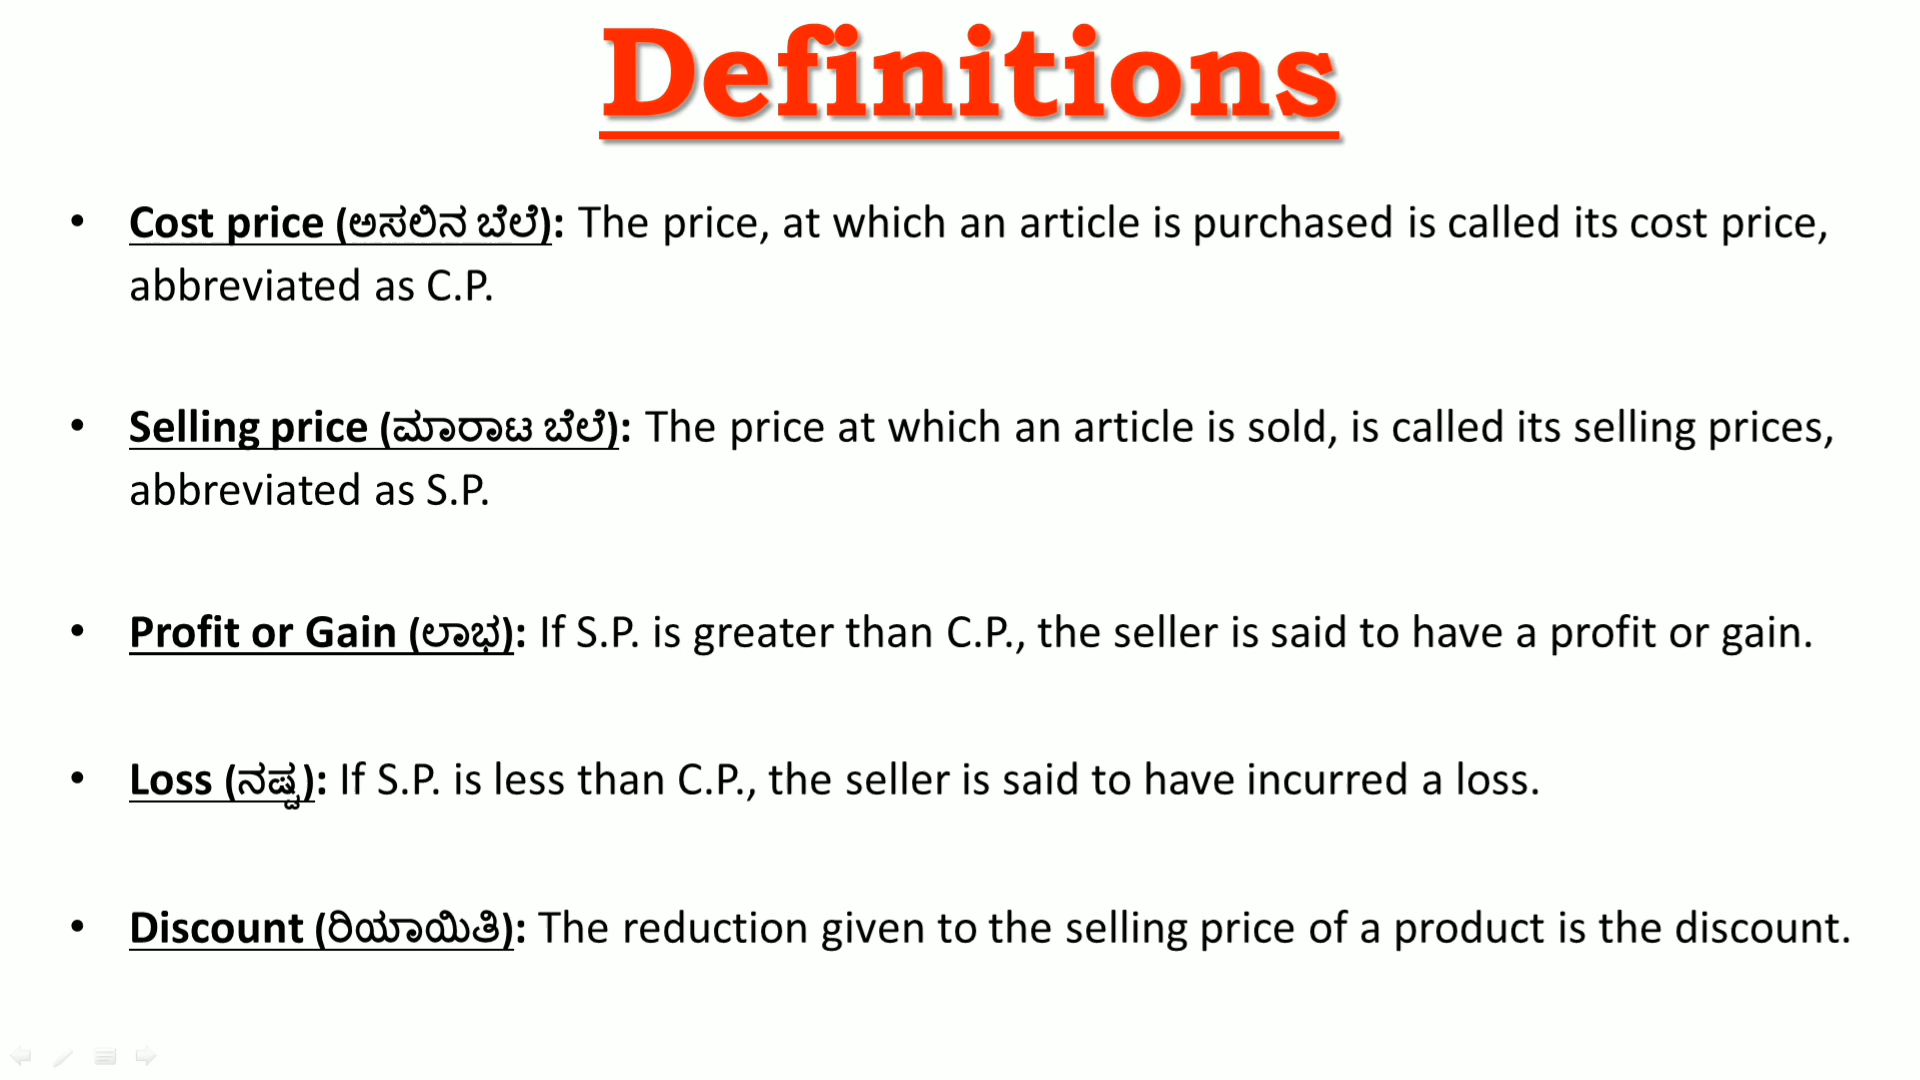 Definitions
• Cost price (ಅಸಲಿನ ಬೆಲೆ): The price, at which an article is purchased is called its cost price,
abbreviated as C.P.
• Selling price (ಮಾರಾಟ ಬೆಲೆ): The price at which an article is sold, is called its selling prices,
abbreviated as S.P.
• Profit or Gain (ಲಾಭ): If S.P. is greater than C.P., the seller is said to have a profit or gain.
• Loss (ನಷ್ಟ): If S.P. is less than C.P., the seller is said to have incurred a loss.
• Discount (ರಿಯಾಯಿತಿ): The reduction given to the selling price of a product is the discount.